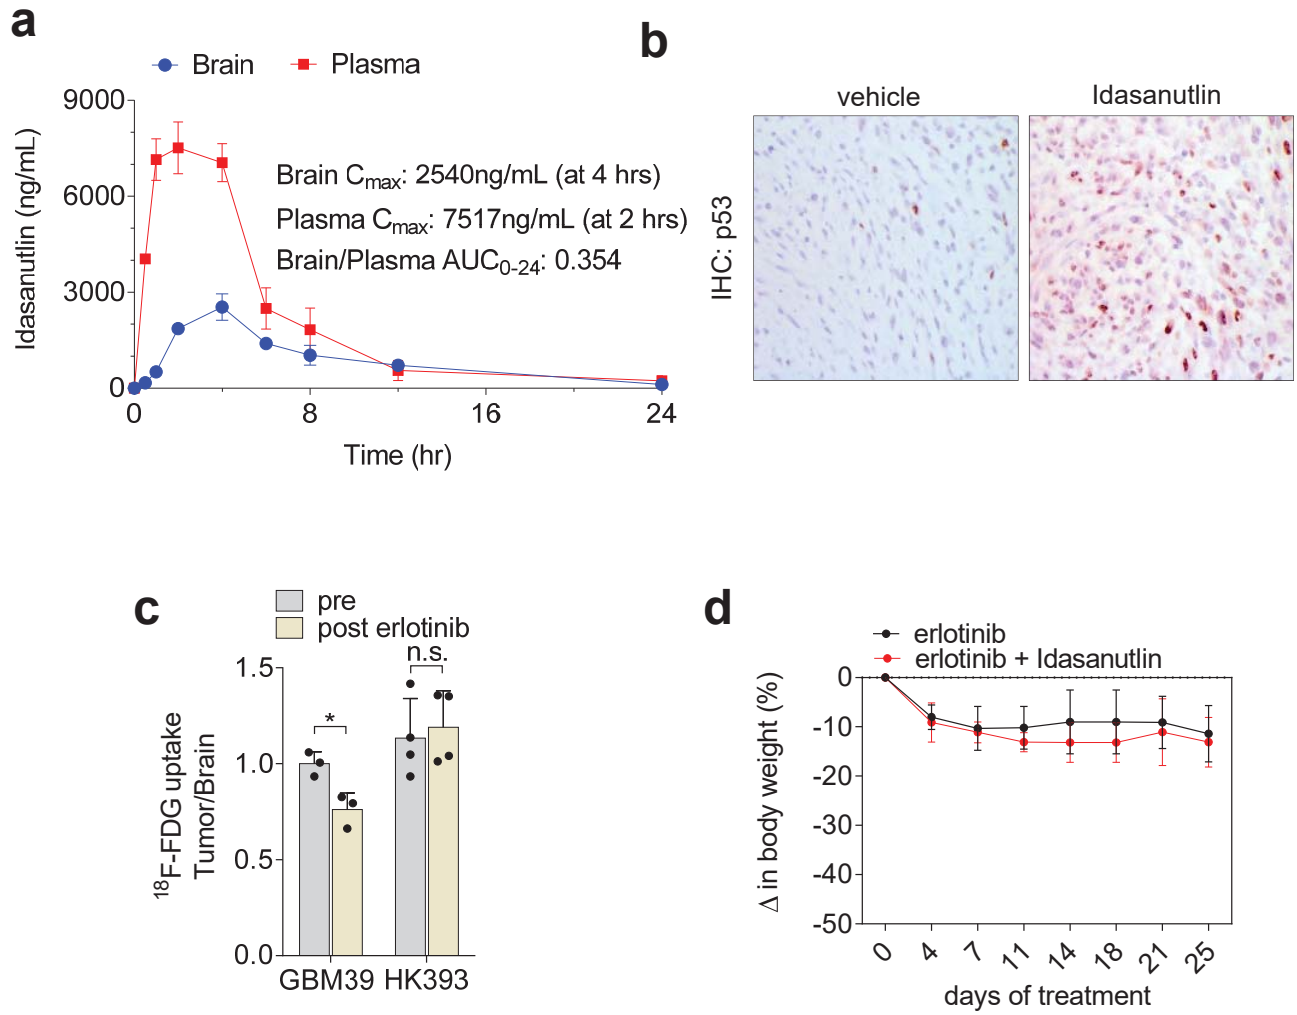 a
Brain Plasma
Idasanutlin (ng/mL)
9000
6000
3000
0
Brain Cmax: 2540ng/mL (at 4 hrs)
Plasma Cmax: 7517ng/mL (at 2 hrs)
Brain/Plasma AUC0-24: 0.354
0 8 16 24
Time (hr)
b
vehicle Idasanutlin
IHC: p53
c
pre
post erlotinib
18F-FDG uptake
Tumor/Brain
1.5
1.0
0.5
0.0
*
n.s.
GBM39 HK393
d
erlotinib
erlotinib + Idasanutlin
Δ in body weight (%)
0
-10
-20
-30
-40
-50
0 4 7 11 14 18 21 25
days of treatment